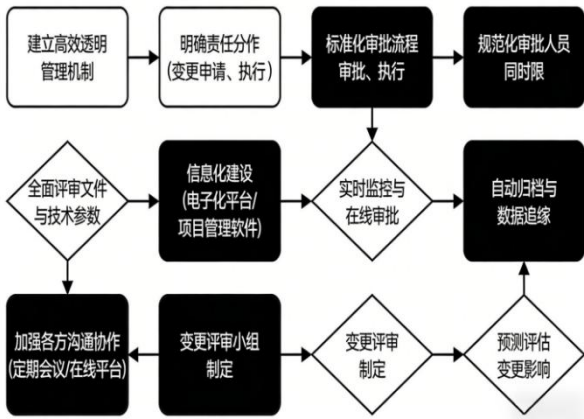 建立高效透明
管理机制
明确责任分作
(变更申请、执行)
标准化审批流程
审批、执行
规范化审批人员
同时限
全面评审文件
与技术参数
信息化建设
(电子化平台/
项目管理软件)
实时监控与
在线审批
自动归档与
数据追缘
加强各方沟通协作
(定期会议/在线平台)
变更评审小组
制定
变更评审
制定
预测评估
变更影响